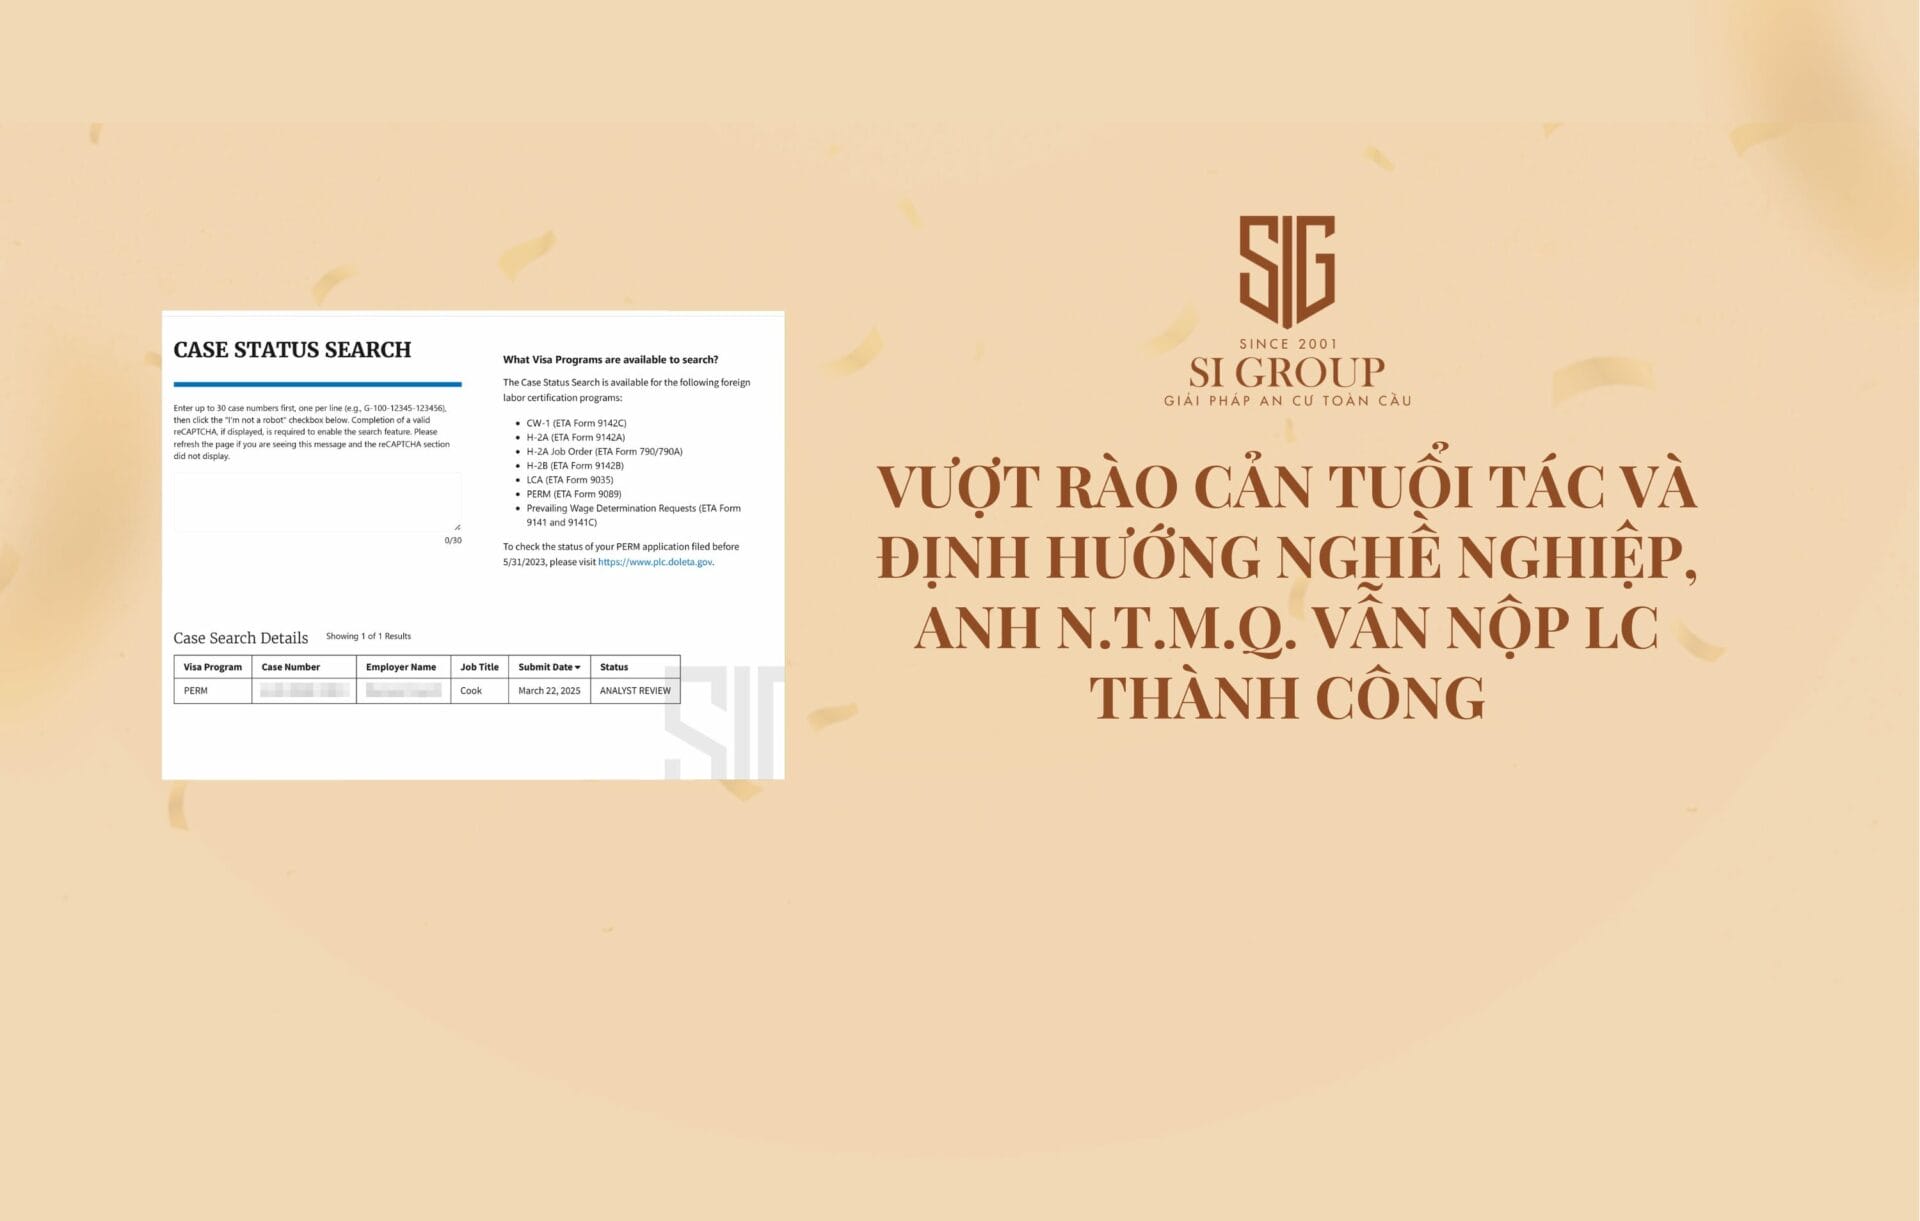 CASE STATUS SEARCH
Enter up to 30 case numbers first, one per line (e.g., G-100-12345-123456),
then click the "I'm not a robot" checkbox below. Completion of a valid
reCAPTCHA, if displayed, is required to enable the search feature. Please
refresh the page if you are seeing this message and the reCAPTCHA section
did not display.
0/30
What Visa Programs are available to search?
The Case Status Search is available for the following foreign
labor certification programs:
CW-1 (ETA Form 9142C)
H-2A (ETA Form 9142A)
H-2A Job Order (ETA Form 790/790A)
H-2B (ETA Form 9142B)
LCA (ETA Form 9035)
PERM (ETA Form 9089)
Prevailing Wage Determination Requests (ETA Form
9141 and 9141C)
To check the status of your PERM application filed before
5/31/2023, please visit https://www.plc.doleta.gov.
Case Search Details Showing 1 of 1 Results
Visa Program Case Number Employer Name Job Title Submit Date Status
PERM Cook March 22, 2025 ANALYST REVIEW
SIG
SIG
SINCE 2001
SI GROUP
GIẢI PHÁP AN CƯ TOÀN CẦU
VƯỢT RÀO CẢN TUỔI TÁC VÀ
ĐỊNH HƯỚNG NGHỀ NGHIỆP,
ANH N.T.M.Q. VẪN NỘP LC
THÀNH CÔNG